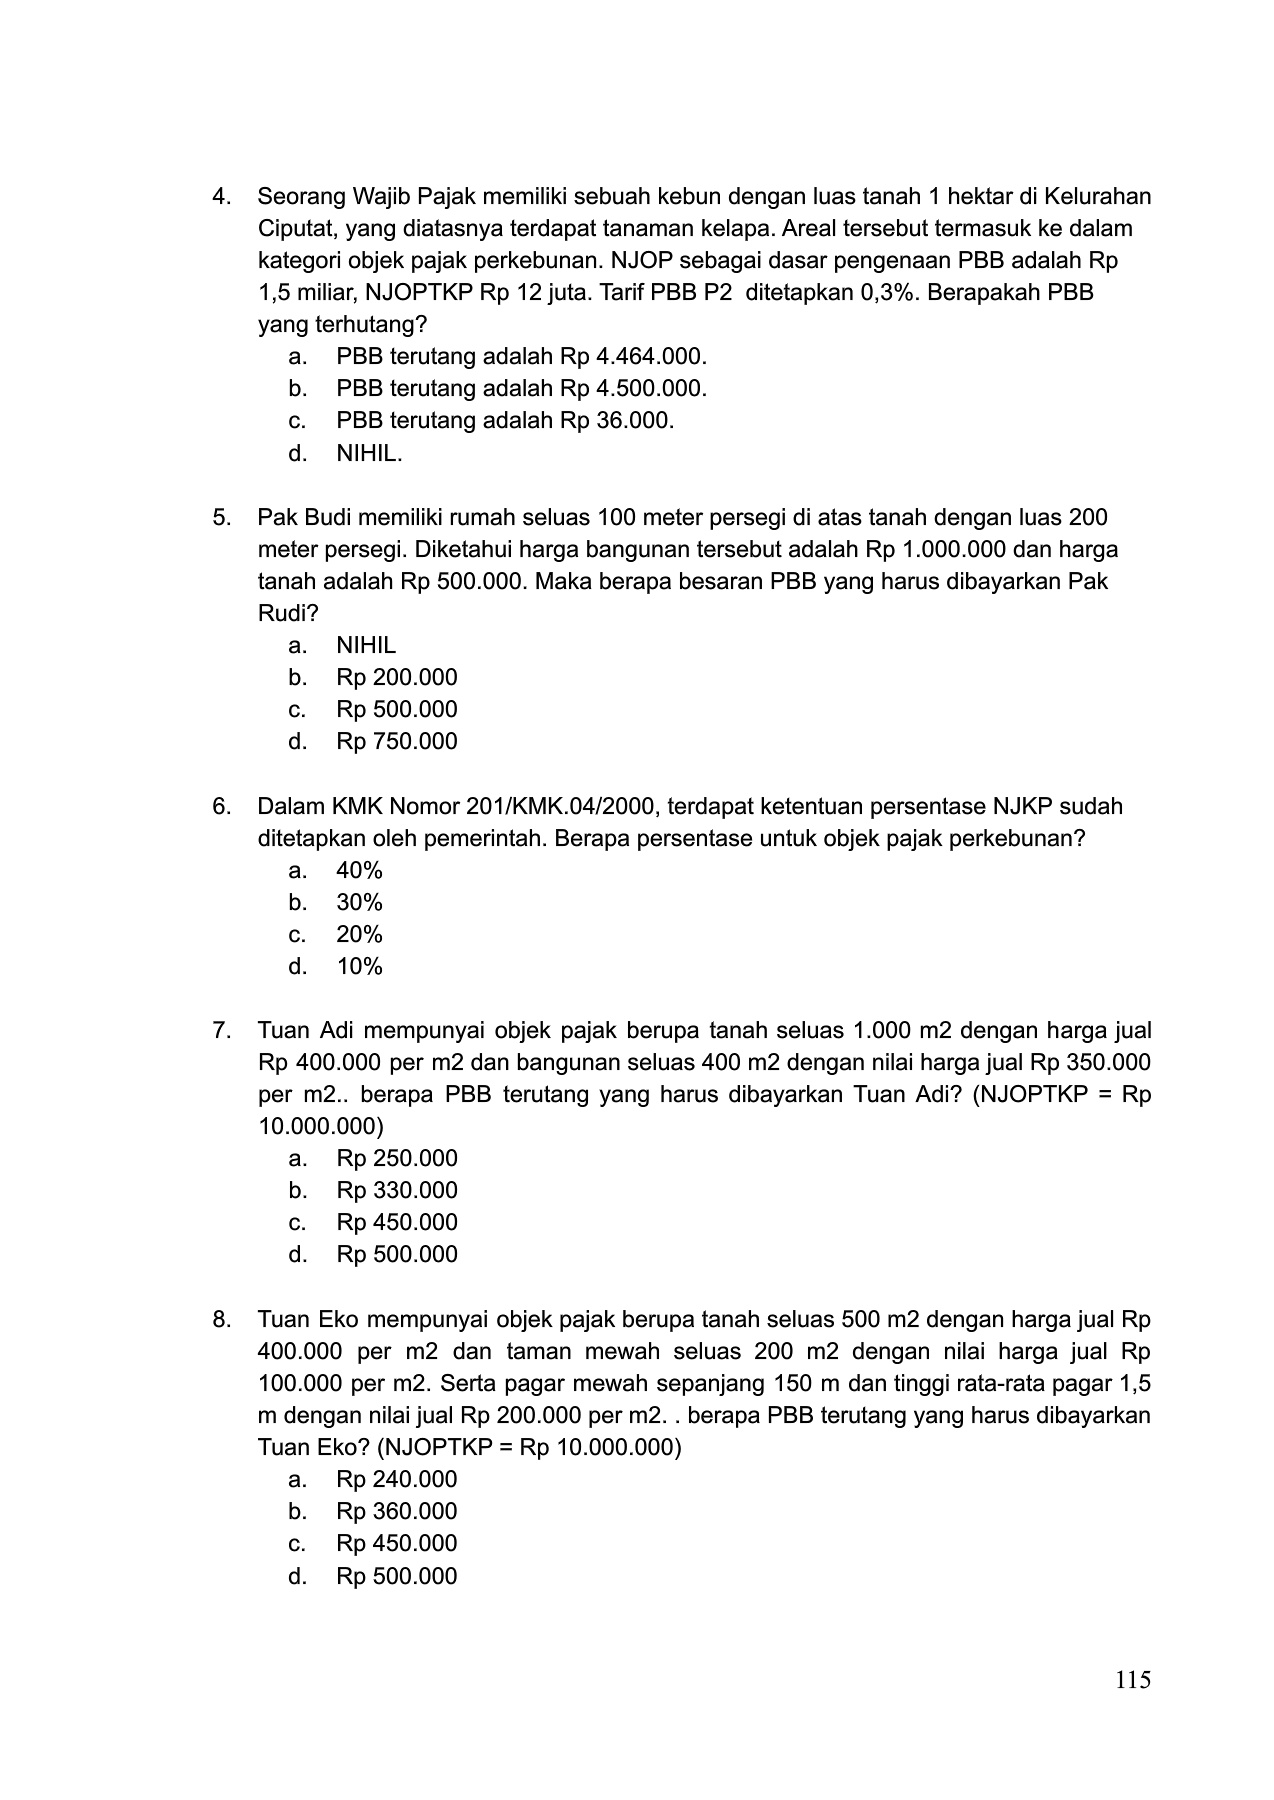 4. Seorang Wajib Pajak memiliki sebuah kebun dengan luas tanah 1 hektar di Kelurahan
Ciputat, yang diatasnya terdapat tanaman kelapa. Areal tersebut termasuk ke dalam
kategori objek pajak perkebunan. NJOP sebagai dasar pengenaan PBB adalah Rp
1,5 miliar, NJOPTKP Rp 12 juta. Tarif PBB P2 ditetapkan 0,3%. Berapakah PBB
yang terhutang?
a. PBB terutang adalah Rp 4.464.000.
b. PBB terutang adalah Rp 4.500.000.
c. PBB terutang adalah Rp 36.000.
d. NIHIL.
5. Pak Budi memiliki rumah seluas 100 meter persegi di atas tanah dengan luas 200
meter persegi. Diketahui harga bangunan tersebut adalah Rp 1.000.000 dan harga
tanah adalah Rp 500.000. Maka berapa besaran PBB yang harus dibayarkan Pak
Rudi?
a. NIHIL
b. Rp 200.000
c. Rp 500.000
d. Rp 750.000
6. Dalam KMK Nomor 201/KMK.04/2000, terdapat ketentuan persentase NJKP sudah
ditetapkan oleh pemerintah. Berapa persentase untuk objek pajak perkebunan?
a. 40%
b. 30%
c. 20%
d. 10%
7. Tuan Adi mempunyai objek pajak berupa tanah seluas 1.000 m2 dengan harga jual
Rp 400.000 per m2 dan bangunan seluas 400 m2 dengan nilai harga jual Rp 350.000
per m2.. berapa PBB terutang yang harus dibayarkan Tuan Adi? (NJOPTKP = Rp
10.000.000)
a. Rp 250.000
b. Rp 330.000
c. Rp 450.000
d. Rp 500.000
8. Tuan Eko mempunyai objek pajak berupa tanah seluas 500 m2 dengan harga jual Rp
400.000 per m2 dan taman mewah seluas 200 m2 dengan nilai harga jual Rp
100.000 per m2. Serta pagar mewah sepanjang 150 m dan tinggi rata-rata pagar 1,5
m dengan nilai jual Rp 200.000 per m2. . berapa PBB terutang yang harus dibayarkan
Tuan Eko? (NJOPTKP = Rp 10.000.000)
a. Rp 240.000
b. Rp 360.000
c. Rp 450.000
d. Rp 500.000
115